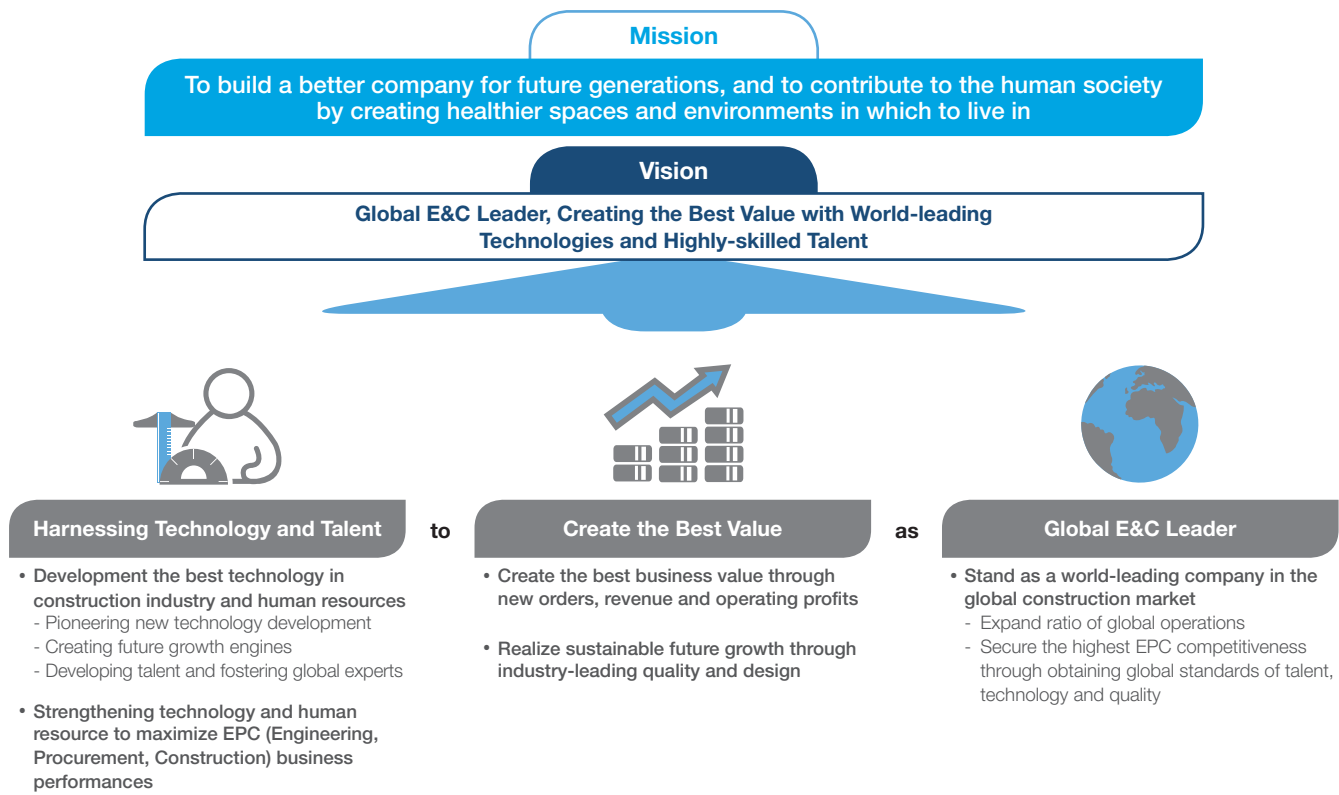 Mission
To build a better company for future generations, and to contribute to the human society
by creating healthier spaces and environments in which to live in
Vision
Global E&C Leader, Creating the Best Value with World-leading
Technologies and Highly-skilled Talent
Harnessing Technology and Talent
• Development the best technology in
construction industry and human resources
- Pioneering new technology development
- Creating future growth engines
- Developing talent and fostering global experts
• Strengthening technology and human
resource to maximize EPC (Engineering,
Procurement, Construction) business
performances
to
Create the Best Value
• Create the best business value through
new orders, revenue and operating profits
• Realize sustainable future growth through
industry-leading quality and design
as
Global E&C Leader
• Stand as a world-leading company in the
global construction market
- Expand ratio of global operations
- Secure the highest EPC competitiveness
through obtaining global standards of talent,
technology and quality